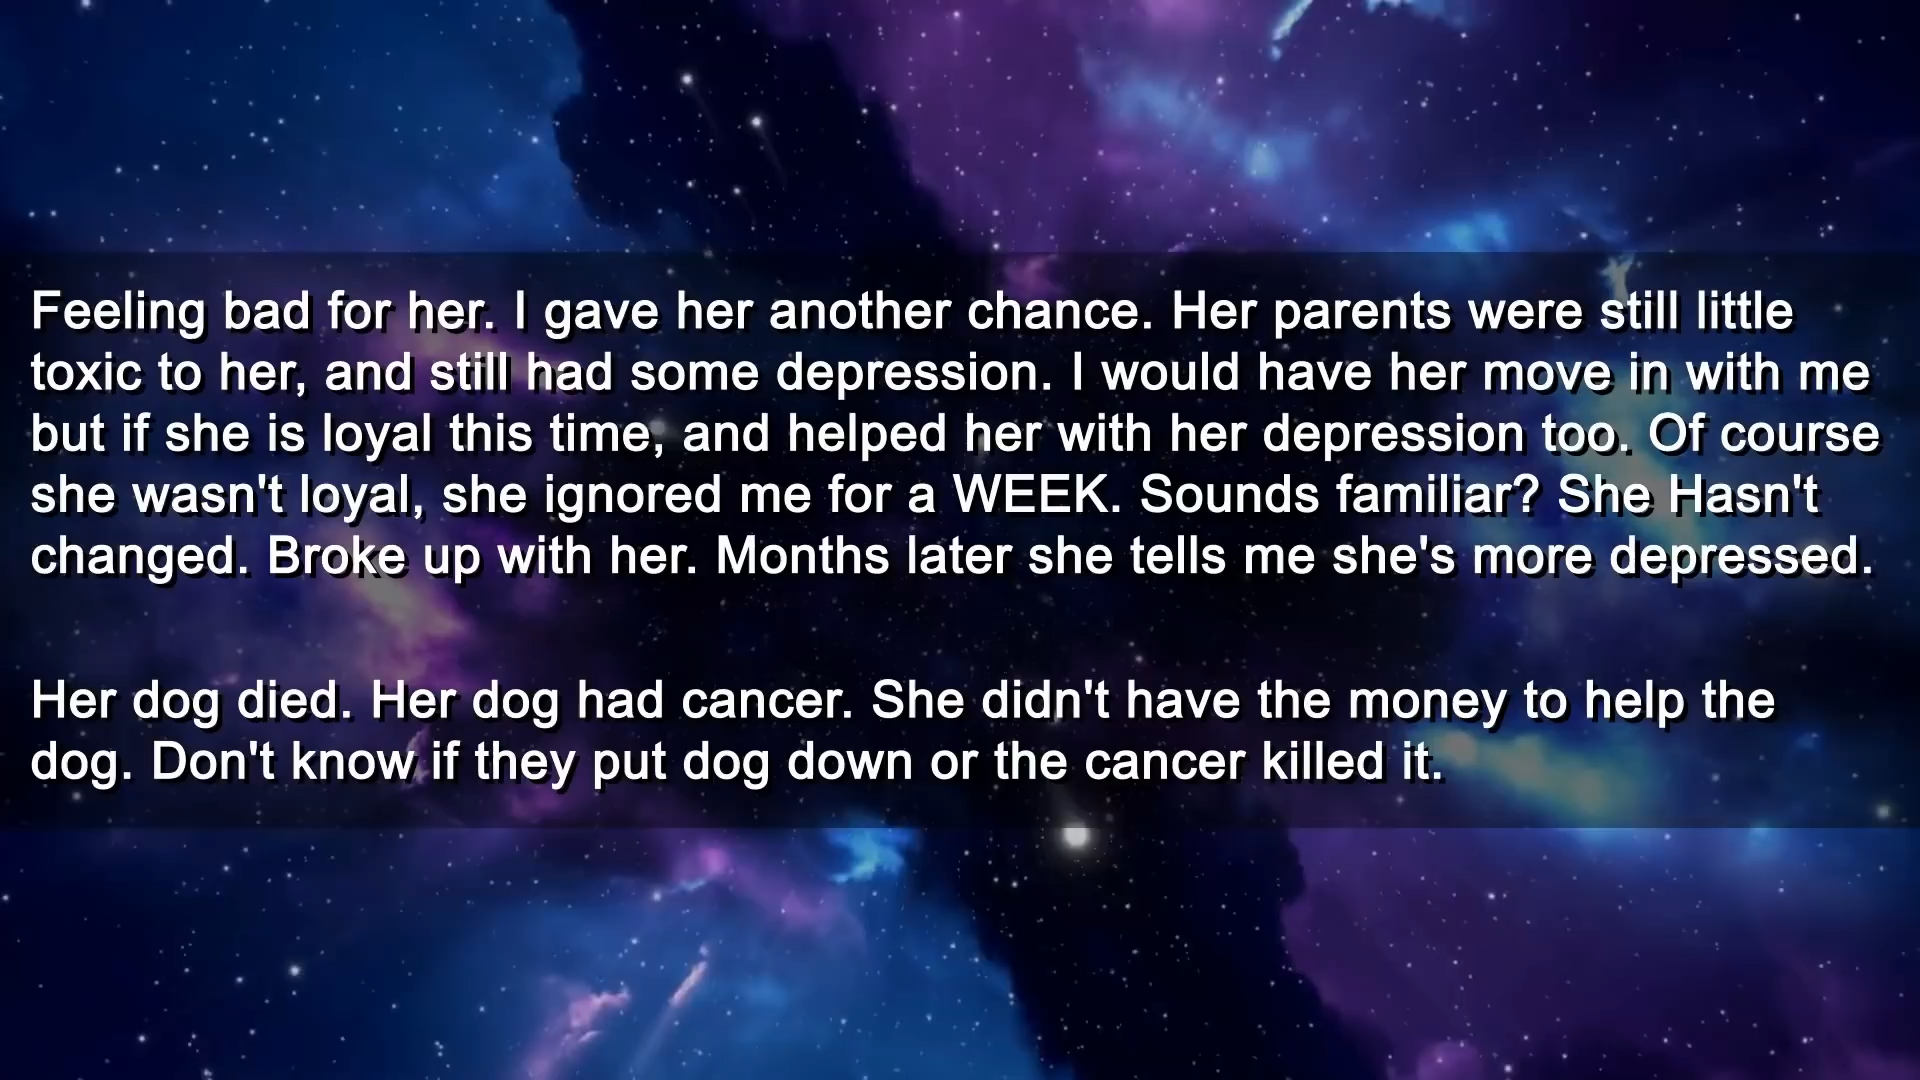 Feeling bad for her. I gave her another chance. Her parents were still little
toxic to her, and still had some depression. I would have her move in with me
but if she is loyal this time, and helped her with her depression too. Of course
she wasn't loyal, she ignored me for a WEEK. Sounds familiar? She Hasn't
changed. Broke up with her. Months later she tells me she's more depressed.
Her dog died. Her dog had cancer. She didn't have the money to help the
dog. Don't know if they put dog down or the cancer killed it.